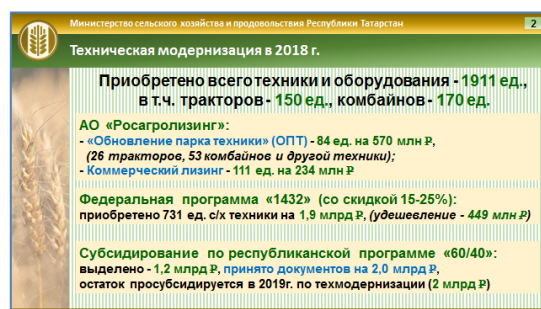 Министерство сельского хозяйства и продовольствия Республики Татарстан
2
Техническая модернизация в 2018 г.
Приобретено всего техники и оборудования - 1911 ед.,
в т.ч. тракторов - 150 ед., комбайнов - 170 ед.
АО «Росагролизинг»:
- «Обновление парка техники» (ОПТ) - 84 ед. на 570 млн ₽,
(26 тракторов, 53 комбайнов и другой техники);
- Коммерческий лизинг - 111 ед. на 234 млн ₽
Федеральная программа «1432» (со скидкой 15-25%):
приобретено 731 ед. с/х техники на 1,9 млрд ₽, (удешевление - 449 млн ₽)
Субсидирование по республиканской программе «60/40»:
выделено - 1,2 млрд ₽, принято документов на 2,0 млрд ₽,
остаток просубсидируется в 2019г. по техмодернизации (2 млрд ₽)